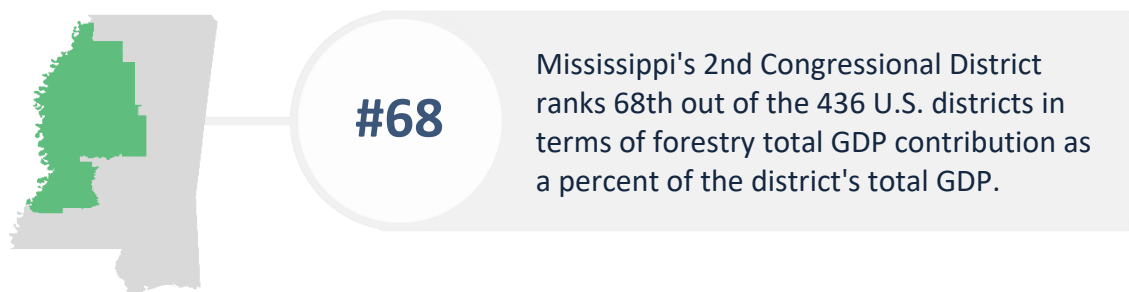 #68
Mississippi's 2nd Congressional District
ranks 68th out of the 436 U.S. districts in
terms of forestry total GDP contribution as
a percent of the district's total GDP.